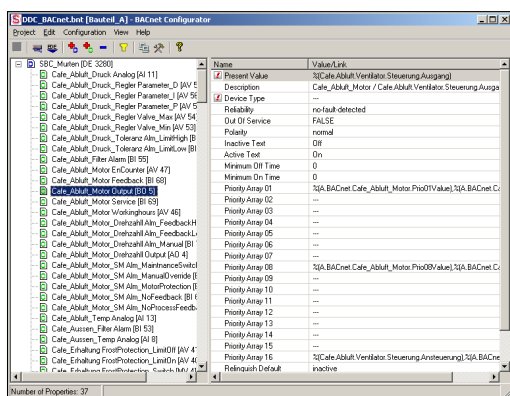 DDC_BACnet.bnt [Bauteil_A] - BACnet Configurator
Project Edit Configuration View Help
SBC_Murten [DE 3280]
Cafe_Abluft_Druck Analog [AI 11]
Cafe_Abluft_Druck_Regler Parameter_D [AV 5
Cafe_Abluft_Druck_Regler Parameter_I [AV 56
Cafe_Abluft_Druck_Regler Parameter_P [AV 5
Cafe_Abluft_Druck_Regler Valve_Max [AV 54]
Cafe_Abluft_Druck_Regler Valve_Min [AV 53]
Cafe_Abluft_Druck_Toleranz Alm_LimitHigh [B
Cafe_Abluft_Druck_Toleranz Alm_LimitLow [BI
Cafe_Abluft_Filter Alarm [BI 55]
Cafe_Abluft_Motor EnCounter [AV 47]
Cafe_Abluft_Motor Feedback [BI 68]
Cafe_Abluft_Motor Output [BO 5]
Cafe_Abluft_Motor Service [BI 69]
Cafe_Abluft_Motor Workinghours [AV 46]
Cafe_Abluft_Motor_Drehzahll Alm_FeedbackH
Cafe_Abluft_Motor_Drehzahll Alm_FeedbackL
Cafe_Abluft_Motor_Drehzahll Alm_Manual [BI
Cafe_Abluft_Motor_Drehzahll Output [AO 4]
Cafe_Abluft_Motor_SM Alm_MaintnanceSwitc
Cafe_Abluft_Motor_SM Alm_ManualOverride [
Cafe_Abluft_Motor_SM Alm_MotorProtection [
Cafe_Abluft_Motor_SM Alm_NoFeedback [BI 6
Cafe_Abluft_Motor_SM Alm_NoProcessFeedb
Cafe_Abluft_Temp Analog [AI 13]
Cafe_Aussen_Filter Alarm [BI 53]
Cafe_Aussen_Temp Analog [AI 8]
Cafe_Erhaltung FrostProtection_LimitOff [AV 4
Cafe_Erhaltung FrostProtection_LimitOn [AV 4
Cafe_Erhaltung FrostProtection_Switch [MV 4
Name Value/Link
Present Value %(Cafe.Abluft.Ventilator.Steuerung.Ausgang)
Description Cafe_Abluft_Motor / Cafe.Abluft.Ventilator.Steuerung.Ausga
Device Type ---
Reliability no-fault-detected
Out Of Service FALSE
Polarity normal
Inactive Text Off
Active Text On
Minimum Off Time 0
Minimum On Time 0
Priority Array 01 %(A.BACnet.Cafe_Abluft_Motor.Prio01Value),%(A.BACnet.Ca
Priority Array 02 ---
Priority Array 03 ---
Priority Array 04 ---
Priority Array 05 ---
Priority Array 06 ---
Priority Array 07 ---
Priority Array 08 %(A.BACnet.Cafe_Abluft_Motor.Prio08Value),%(A.BACnet.Ca
Priority Array 09 ---
Priority Array 10 ---
Priority Array 11 ---
Priority Array 12 ---
Priority Array 13 ---
Priority Array 14 ---
Priority Array 15 ---
Priority Array 16 %(Cafe.Abluft.Ventilator.Steuerung.Ansteuerung),%(A.BACne
Relinquish Default inactive
Number of Properties: 37